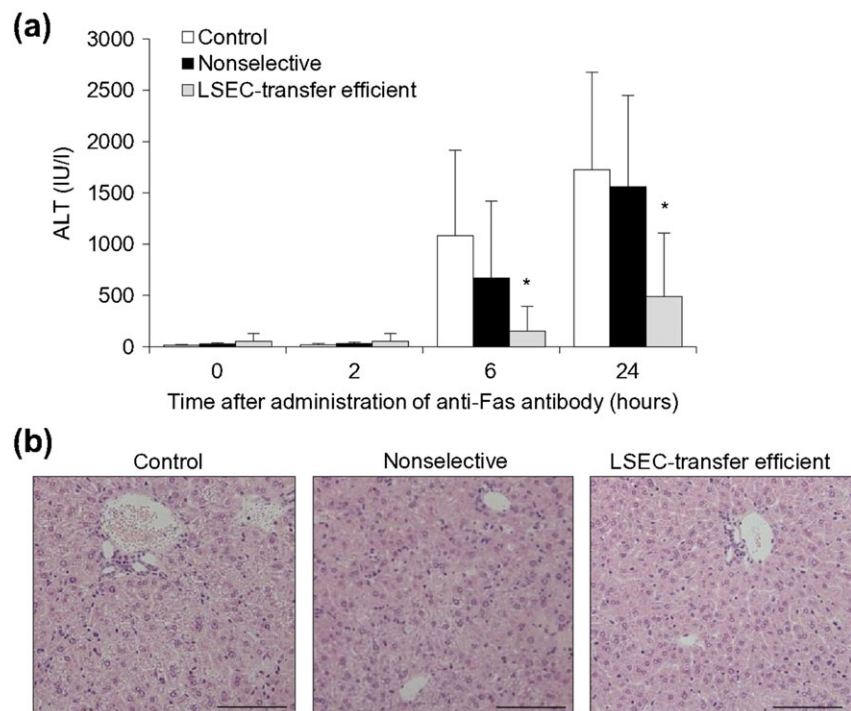 (a)
3000
2500
2000
1500
1000
500
0
ALT (IU/l)
Control
Nonselective
LSEC-transfer efficient
*
*
0 2 6 24
Time after administration of anti-Fas antibody (hours)
(b)
Control Nonselective LSEC-transfer efficient